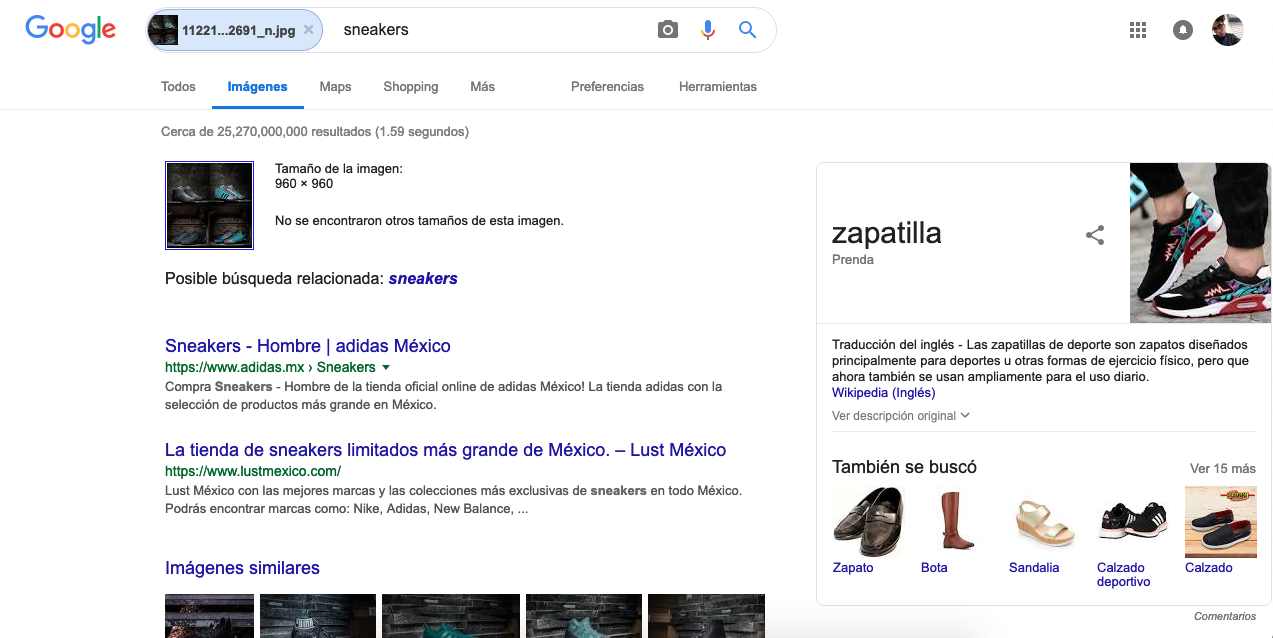 Google
11221...2691_n.jpg ×
sneakers
Todos
Imágenes
Maps
Shopping
Más
Preferencias
Herramientas
Cerca de 25,270,000,000 resultados (1.59 segundos)
Tamaño de la imagen:
960 × 960
No se encontraron otros tamaños de esta imagen.
Posible búsqueda relacionada: sneakers
Sneakers - Hombre | adidas México
https://www.adidas.mx › Sneakers
Compra Sneakers - Hombre de la tienda oficial online de adidas México! La tienda adidas con la
selección de productos más grande en México.
La tienda de sneakers limitados más grande de México. – Lust México
https://www.lustmexico.com/
Lust México con las mejores marcas y las colecciones más exclusivas de sneakers en todo México.
Podrás encontrar marcas como: Nike, Adidas, New Balance, ...
Imágenes similares
zapatilla
Prenda
Traducción del inglés - Las zapatillas de deporte son zapatos diseñados
principalmente para deportes u otras formas de ejercicio físico, pero que
ahora también se usan ampliamente para el uso diario.
Wikipedia (Inglés)
Ver descripción original
También se buscó
Ver 15 más
Zapato
Bota
Sandalia
Calzado
deportivo
Calzado
Comentarios